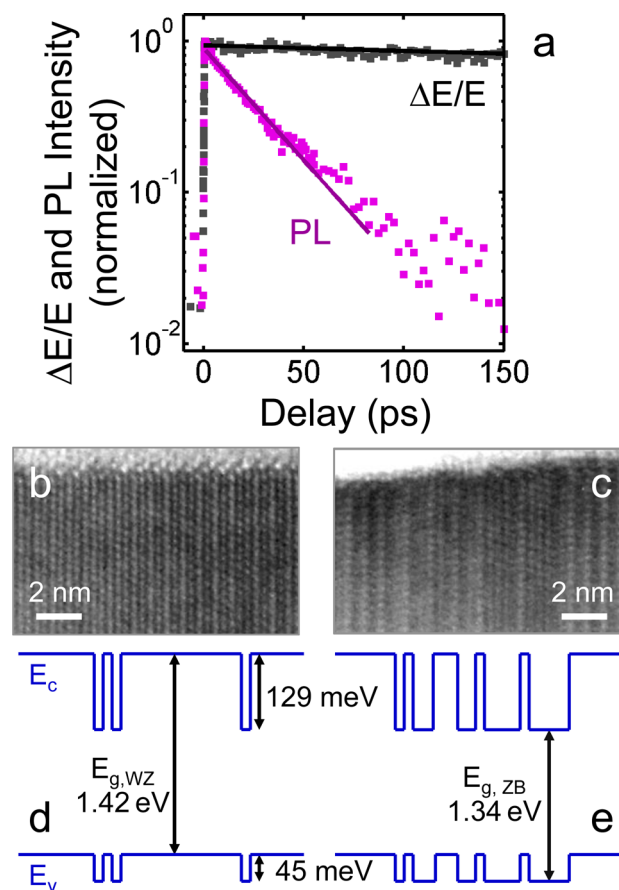 ΔE/E and PL Intensity
(normalized)
10⁰
10⁻¹
10⁻²
a
ΔE/E
PL
0
50
100
150
Delay (ps)
b
2 nm
c
2 nm
E_c
129 meV
E_g,WZ
1.42 eV
E_g, ZB
1.34 eV
d
e
E_v
45 meV